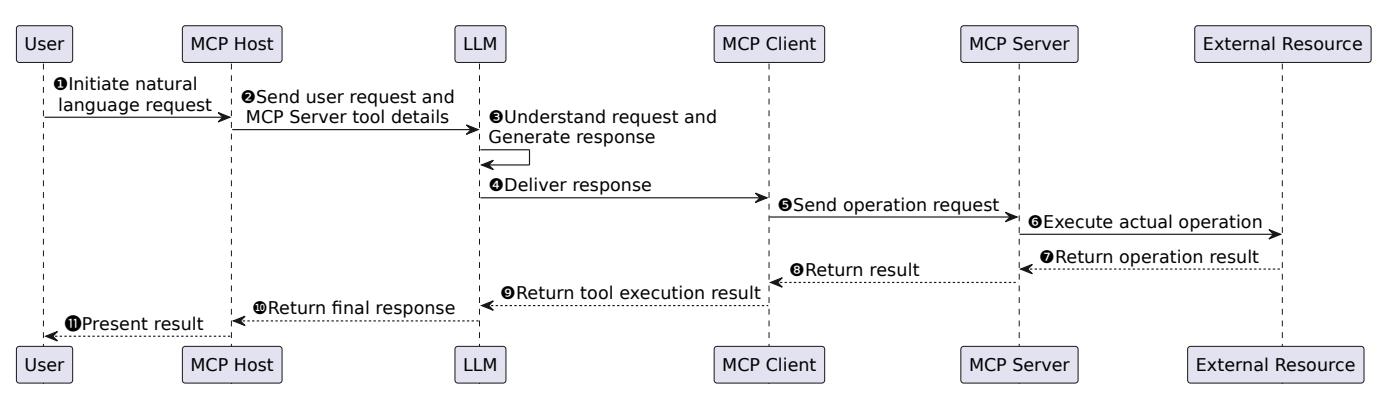 User
MCP Host
LLM
MCP Client
MCP Server
External Resource
❶Initiate natural
language request
❷Send user request and
MCP Server tool details
❸Understand request and
Generate response
❹Deliver response
❺Send operation request
❻Execute actual operation
❼Return operation result
❽Return result
❾Return tool execution result
❿Return final response
⓫Present result
User
MCP Host
LLM
MCP Client
MCP Server
External Resource